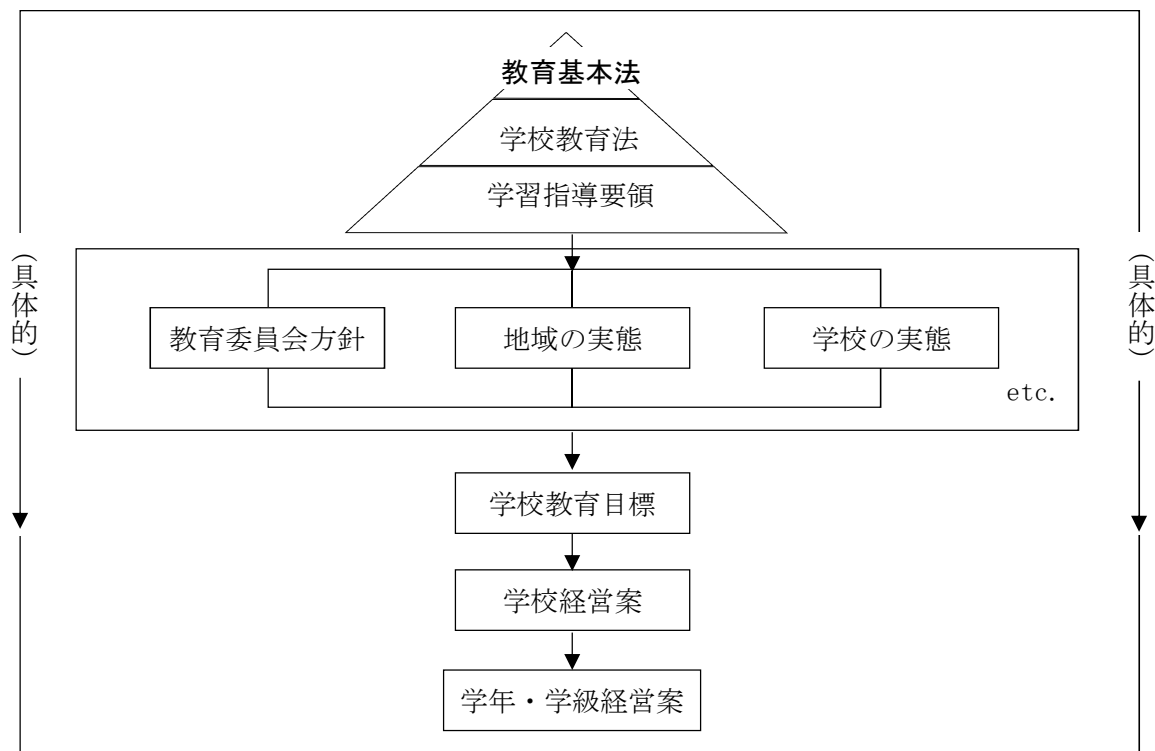 教育基本法
学校教育法
学習指導要領
(具体的)
(具体的)
教育委員会方針
地域の実態
学校の実態
etc.
学校教育目標
学校経営案
学年・学級経営案